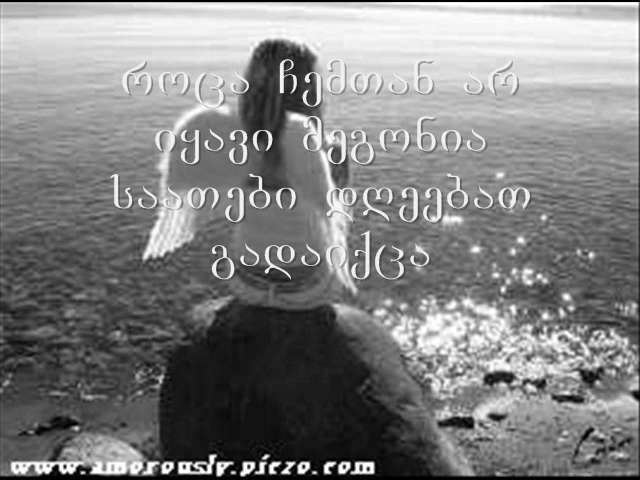 როცა ჩემთან არ
იყავი მეგონია
საათები დღეებათ
გადაიქცა
www.amorously.piczo.com